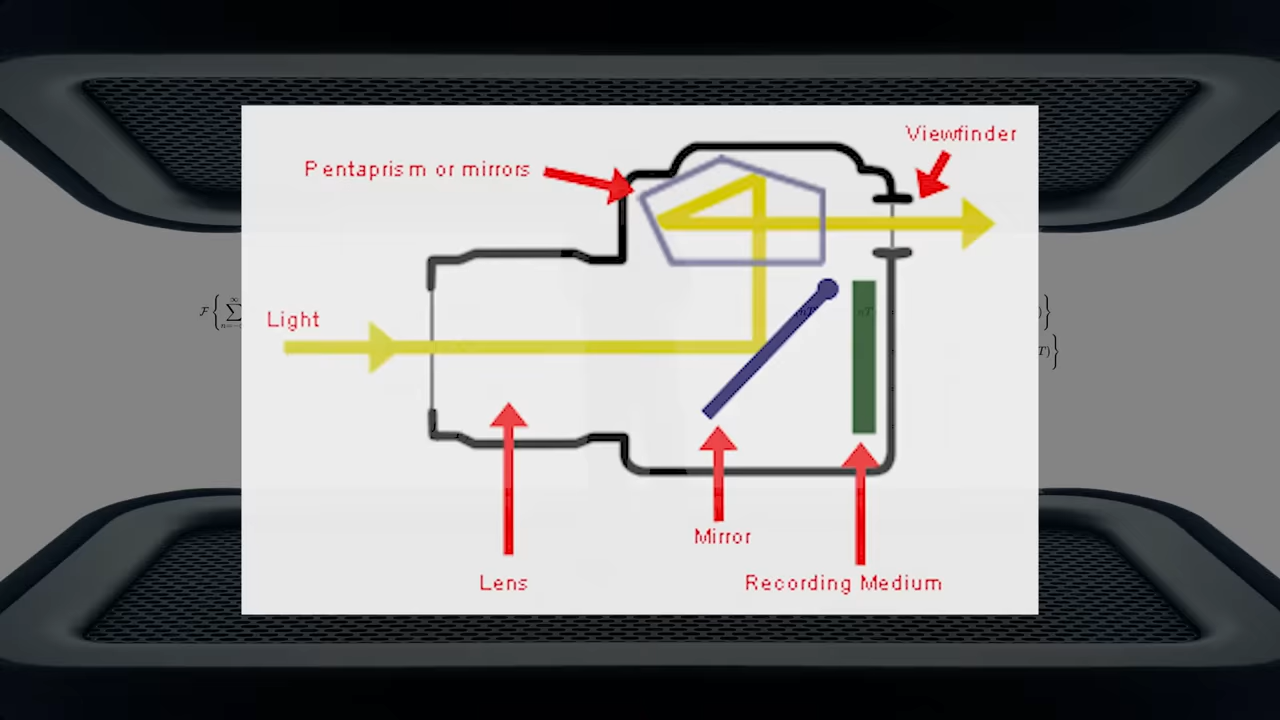 Viewfinder
Pentaprism or mirrors
Light
Mirror
Lens
Recording Medium